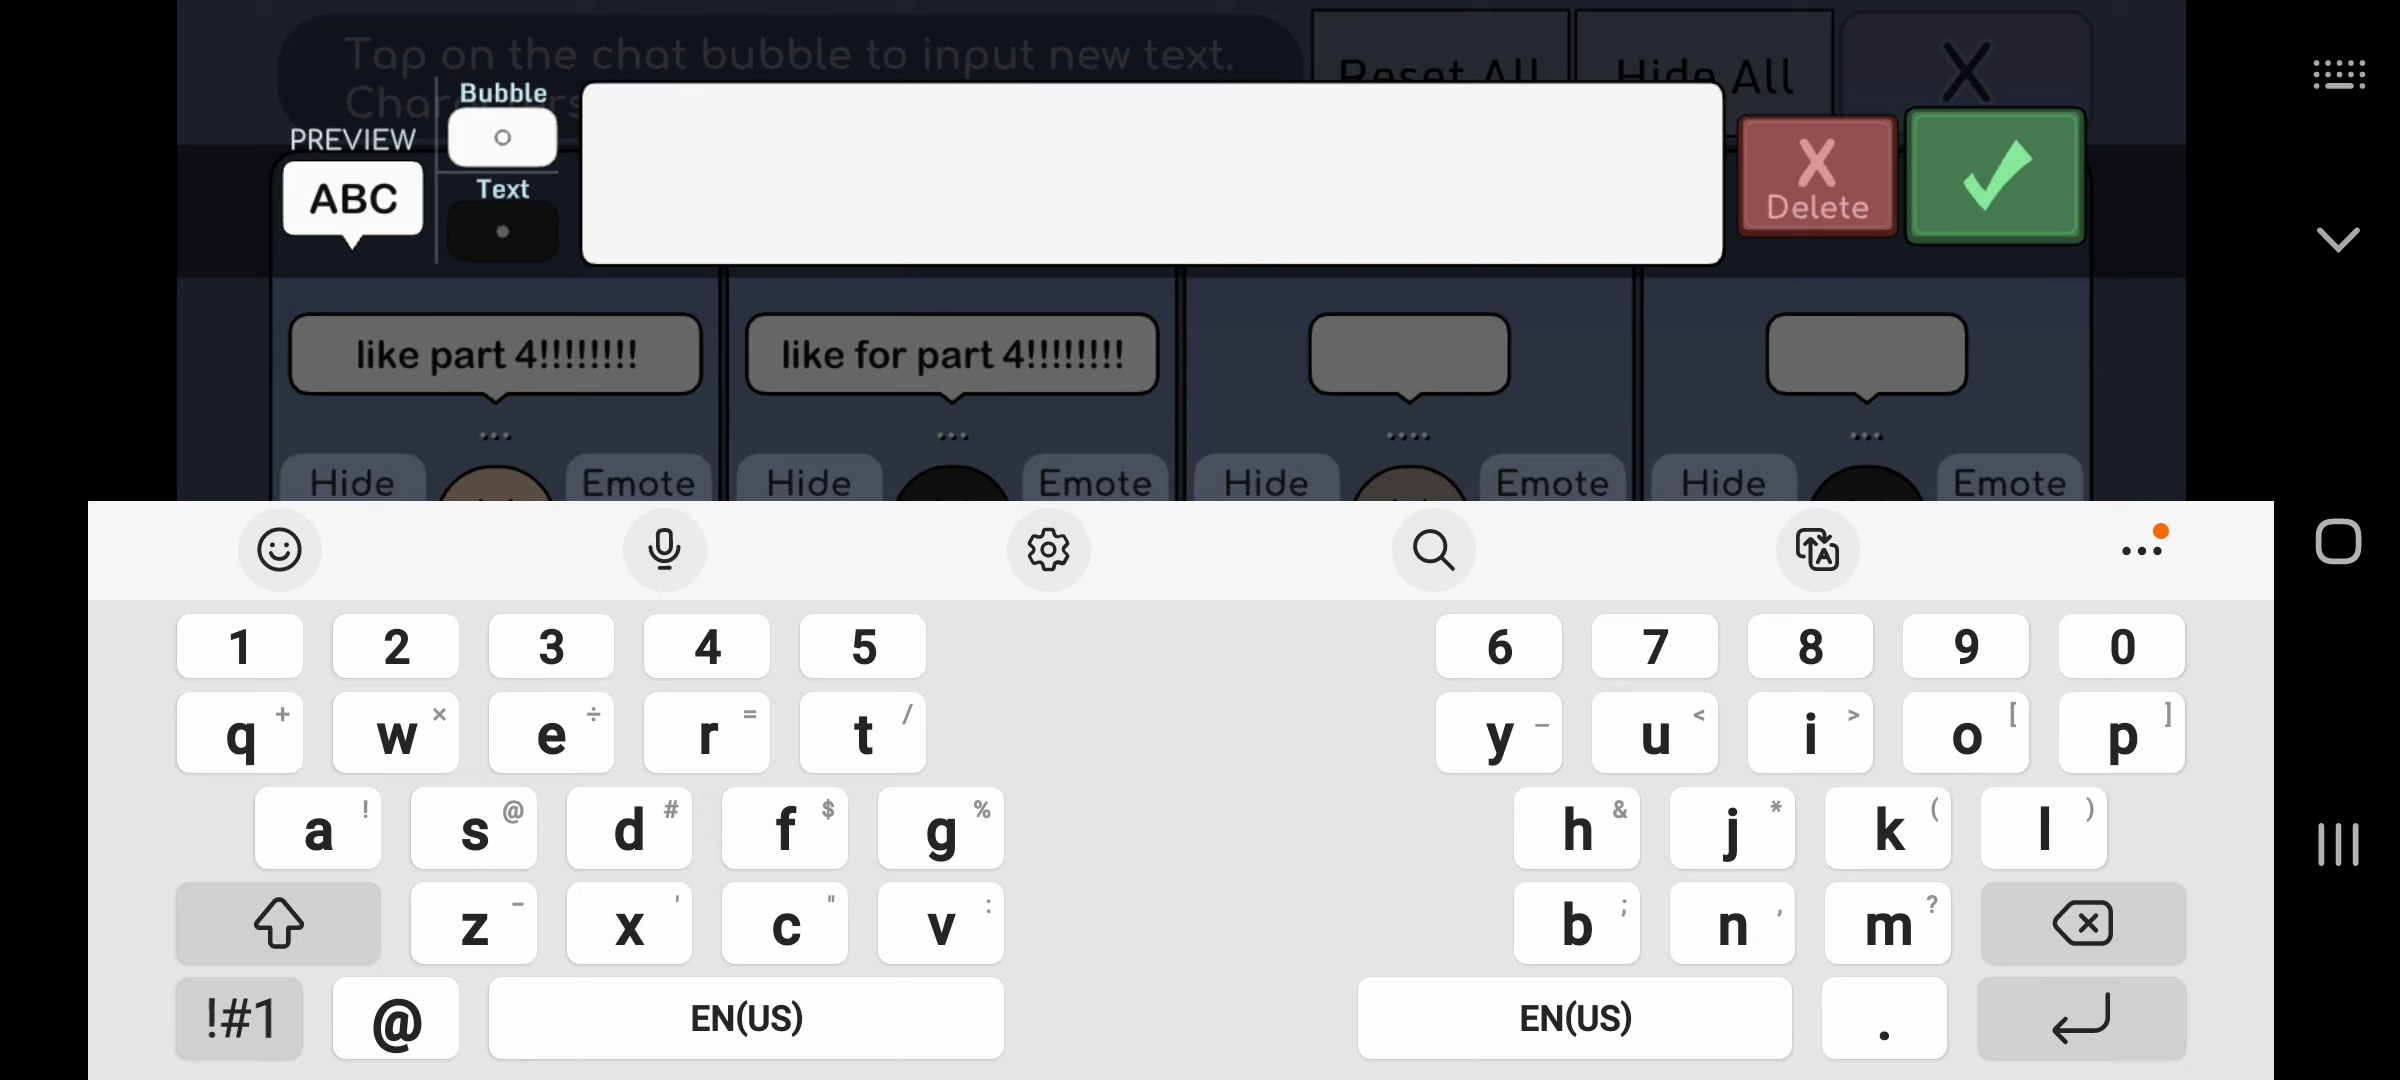 Tap on the chat bubble to input new text.
Reset All
Hide All
X
Bubble
PREVIEW
ABC
Text
X
Delete
like part 4!!!!!!!!
like for part 4!!!!!!!!
...
...
....
...
Hide
Emote
Hide
Emote
Hide
Emote
Hide
Emote
1 2 3 4 5 6 7 8 9 0
q + w × e ÷ r = t / y – u < i > o [ p ]
a ! s @ d # f $ g % h & j * k ( l )
z – x ' c " v : b ; n , m ?
!#1 @ EN(US) EN(US) .